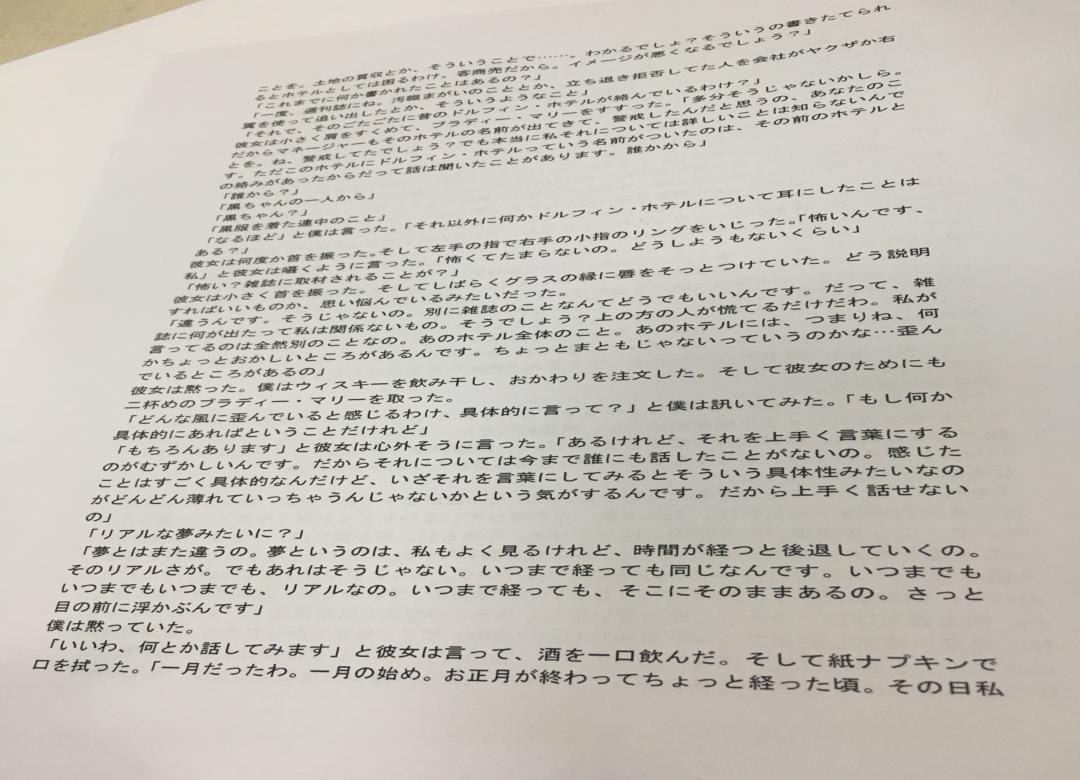 ことを。土地の買収とか、そういうことで……。わかるでしょ？そういうの書きたてられ
るとホテルとしては困るわけ。客商売だから。イメージが悪くなるでしょう？」
「これまでに何か書かれたことはあるの？」
「一度、週刊誌にね。汚職まがいのこととか、立ち退き拒否してた人を会社がヤクザか右
翼を使って追い出したとか、そういうようなこと」
「それで、そのごたごたに昔のドルフィン・ホテルが絡んでいるわけ？」
彼女は小さく肩をすくめて、ブラディー・マリーをすすった。「多分そうじゃないかしら。
だからマネージャーもそのホテルの名前が出てきて、警戒したんだと思うの、あなたのこ
とを。ね、警戒してたでしょう？でも本当に私それについては詳しいことは知らないんで
す。ただこのホテルにドルフィン・ホテルっていう名前がついたのは、その前のホテルと
の絡みがあったからだって話は聞いたことがあります。誰かから」
「誰から？」
「黒ちゃんの一人から」
「黒ちゃん？」
「黒服を着た連中のこと」
「なるほど」と僕は言った。「それ以外に何かドルフィン・ホテルについて耳にしたことは
ある？」
彼女は何度か首を振った。そして左手の指で右手の小指のリングをいじった。「怖いんです、
私」と彼女は囁くように言った。「怖くてたまらないの。どうしようもないくらい」
「怖い？雑誌に取材されることが？」
彼女は小さく首を振った。そしてしばらくグラスの縁に唇をそっとつけていた。どう説明
すればいいものか、思い悩んでいるみたいだった。
「違うんです。そうじゃないの。別に雑誌のことなんてどうでもいいんです。だって、雑
誌に何が出たって私は関係ないもの。そうでしょう？上の方の人が慌てるだけだわ。私が
言ってるのは全然別のことなの。あのホテル全体のこと。あのホテルには、つまりね、何
かちょっとおかしいところがあるんです。ちょっとまともじゃないっていうのかな…歪ん
でいるところがあるの」
彼女は黙った。僕はウィスキーを飲み干し、おかわりを注文した。そして彼女のためにも
二杯めのブラディー・マリーを取った。
「どんな風に歪んでいると感じるわけ、具体的に言って？」と僕は訊いてみた。「もし何か
具体的にあればということだけれど」
「もちろんあります」と彼女は心外そうに言った。「あるけれど、それを上手く言葉にする
のがむずかしいんです。だからそれについては今まで誰にも話したことがないの。感じた
ことはすごく具体的なんだけど、いざそれを言葉にしてみるとそういう具体性みたいなの
がどんどん薄れていっちゃうんじゃないかという気がするんです。だから上手く話せない
の」
「リアルな夢みたいに？」
「夢とはまた違うの。夢というのは、私もよく見るけれど、時間が経つと後退していくの。
そのリアルさが。でもあれはそうじゃない。いつまで経っても同じなんです。いつまでも
いつまでもいつまでも、リアルなの。いつまで経っても、そこにそのままあるの。さっと
目の前に浮かぶんです」
僕は黙っていた。
「いいわ、何とか話してみます」と彼女は言って、酒を一口飲んだ。そして紙ナプキンで
口を拭った。「一月だったわ。一月の始め。お正月が終わってちょっと経った頃。その日私